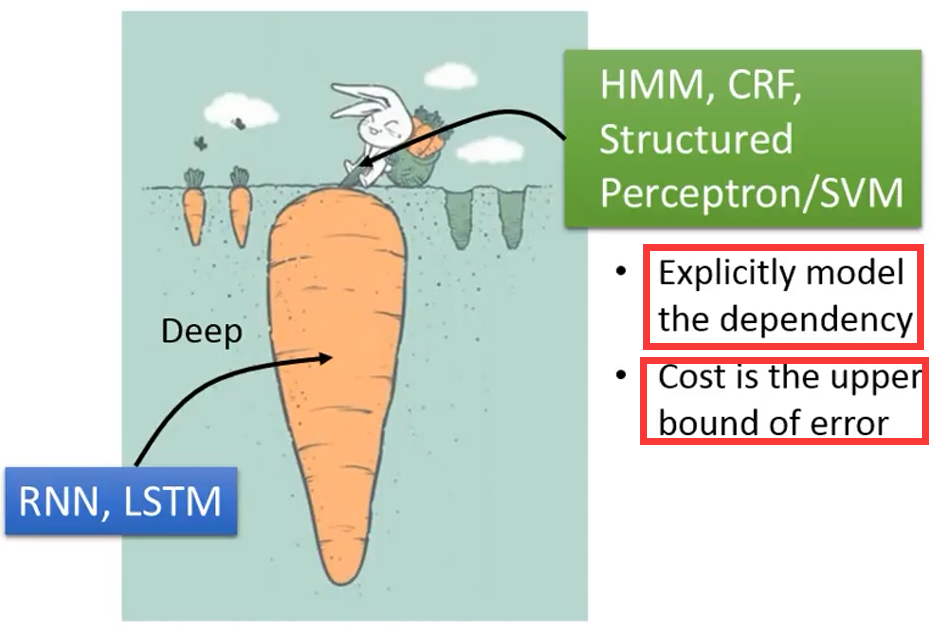 HMM, CRF,
Structured
Perceptron/SVM
• Explicitly model
the dependency
• Cost is the upper
bound of error
Deep
RNN, LSTM